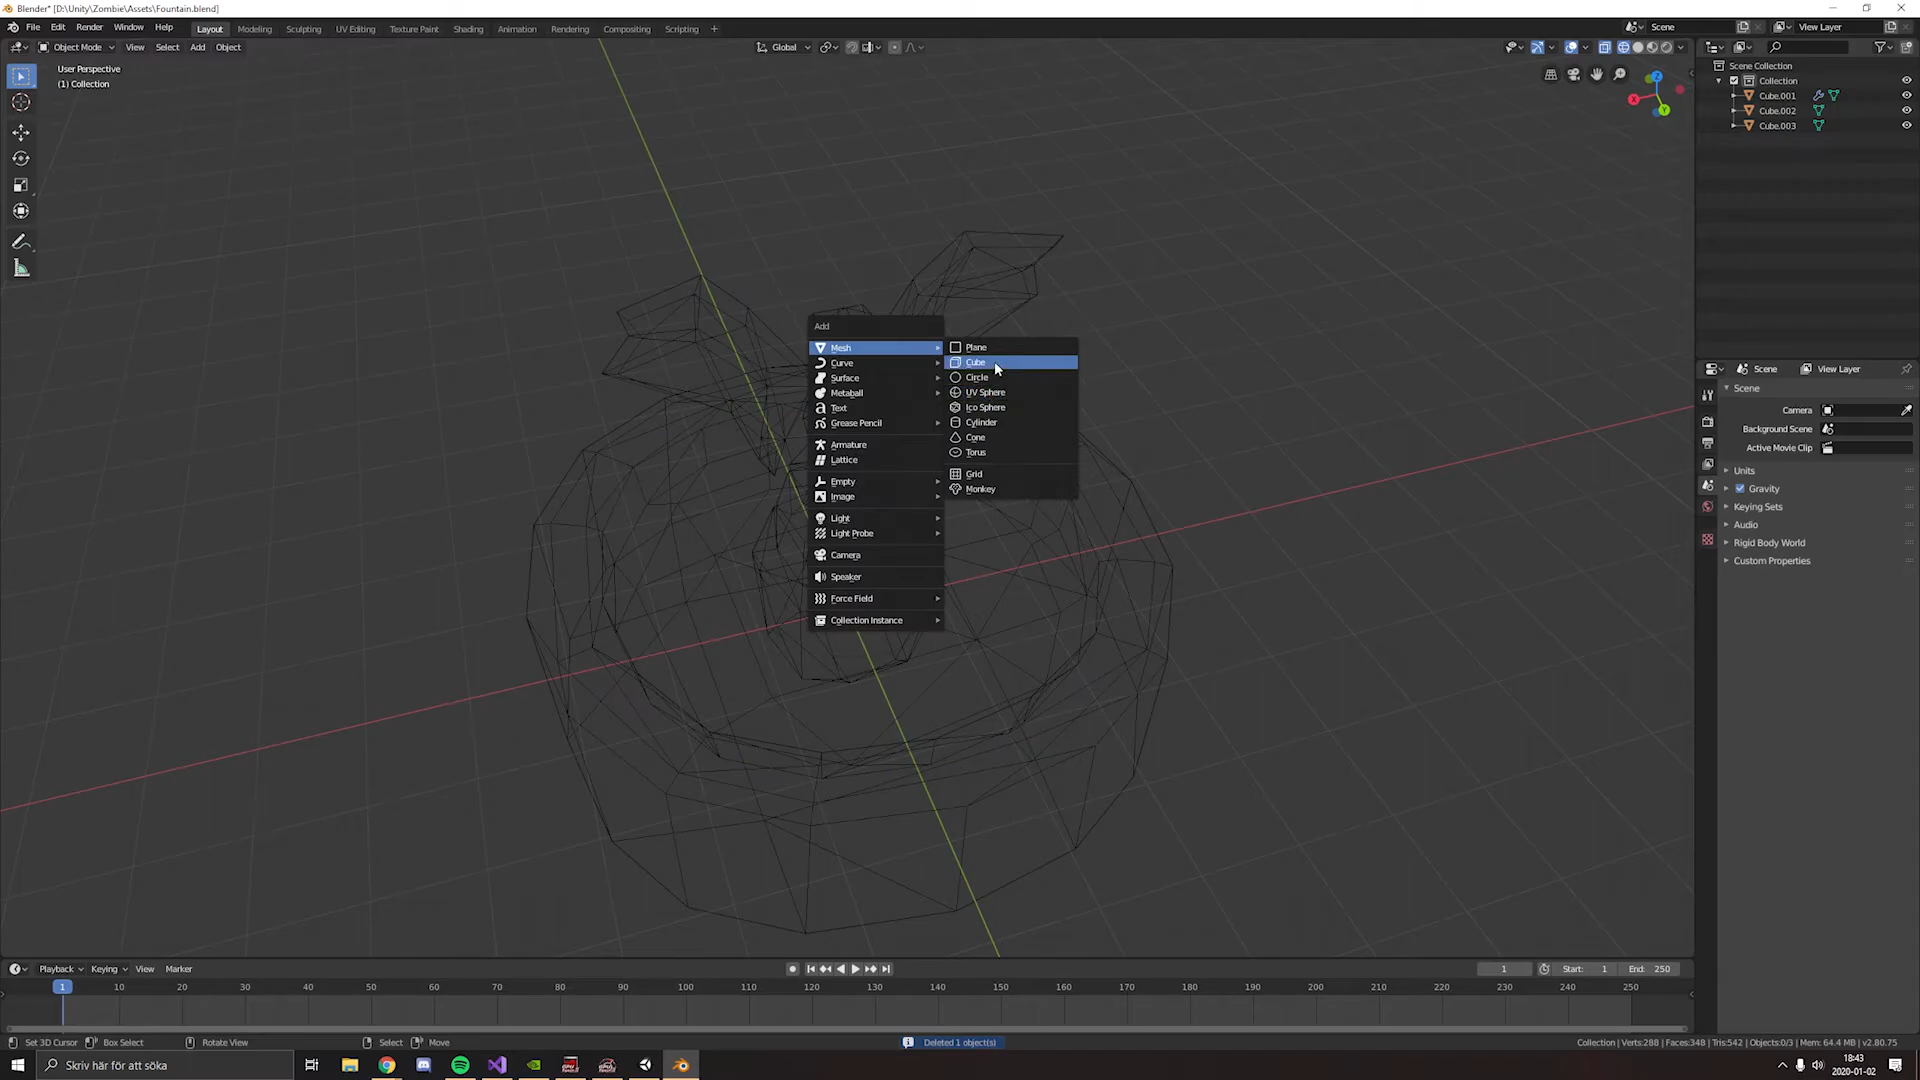 Blender* [D:\Unity\Zombie\Assets\Fountain.blend]
File Edit Render Window Help Layout Modeling Sculpting UV Editing Texture Paint Shading Animation Rendering Compositing Scripting + Scene View Layer
Object Mode View Select Add Object Global
User Perspective
(1) Collection
X Y Z
Scene Collection
Collection
Cube.001
Cube.002
Cube.003
Add
Mesh
Curve
Surface
Metaball
Text
Grease Pencil
Armature
Lattice
Empty
Image
Light
Light Probe
Camera
Speaker
Force Field
Collection Instance
Plane
Cube
Circle
UV Sphere
Ico Sphere
Cylinder
Cone
Torus
Grid
Monkey
Scene View Layer
Scene
Camera
Background Scene
Active Movie Clip
Units
Gravity
Keying Sets
Audio
Rigid Body World
Custom Properties
Playback Keying View Marker 1 Start: 1 End: 250
1 10 20 30 40 50 60 70 80 90 100 110 120 130 140 150 160 170 180 190 200 210 220 230 240 250
Set 3D Cursor Box Select Rotate View Select Move Deleted 1 object(s) Collection | Verts:288 | Faces:348 | Tris:542 | Objects:0/3 | Mem: 64.4 MB | v2.80.75
Skriv här för att söka
18:43
2020-01-02